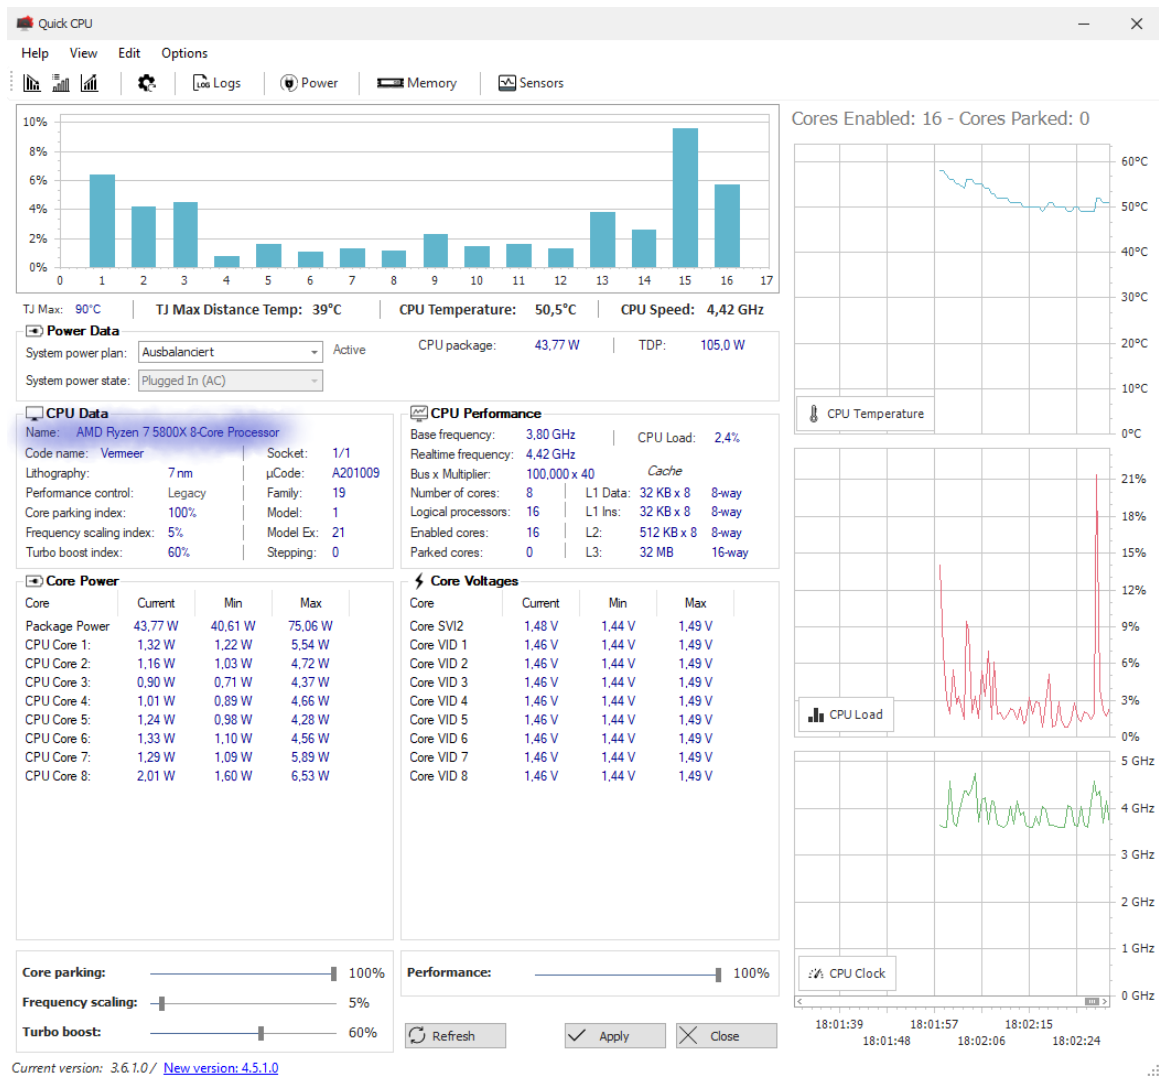 Quick CPU
Help View Edit Options
LOG Logs Power Memory Sensors
Cores Enabled: 16 - Cores Parked: 0
10%
8%
6%
4%
2%
0%
0 1 2 3 4 5 6 7 8 9 10 11 12 13 14 15 16 17
TJ Max: 90°C TJ Max Distance Temp: 39°C CPU Temperature: 50,5°C CPU Speed: 4,42 GHz
Power Data
System power plan: Ausbalanciert Active CPU package: 43,77 W TDP: 105,0 W
System power state: Plugged In (AC)
CPU Data
Name: AMD Ryzen 7 5800X 8-Core Processor
Code name: Vermeer Socket: 1/1
Lithography: 7 nm µCode: A201009
Performance control: Legacy Family: 19
Core parking index: 100% Model: 1
Frequency scaling index: 5% Model Ex: 21
Turbo boost index: 60% Stepping: 0
CPU Performance
Base frequency: 3,80 GHz CPU Load: 2,4%
Realtime frequency: 4,42 GHz
Bus x Multiplier: 100,000 x 40 Cache
Number of cores: 8 L1 Data: 32 KB x 8 8-way
Logical processors: 16 L1 Ins: 32 KB x 8 8-way
Enabled cores: 16 L2: 512 KB x 8 8-way
Parked cores: 0 L3: 32 MB 16-way
Core Power
Core Current Min Max
Package Power 43,77 W 40,61 W 75,06 W
CPU Core 1: 1,32 W 1,22 W 5,54 W
CPU Core 2: 1,16 W 1,03 W 4,72 W
CPU Core 3: 0,90 W 0,71 W 4,37 W
CPU Core 4: 1,01 W 0,89 W 4,66 W
CPU Core 5: 1,24 W 0,98 W 4,28 W
CPU Core 6: 1,33 W 1,10 W 4,56 W
CPU Core 7: 1,29 W 1,09 W 5,89 W
CPU Core 8: 2,01 W 1,60 W 6,53 W
Core Voltages
Core Current Min Max
Core SVI2 1,48 V 1,44 V 1,49 V
Core VID 1 1,46 V 1,44 V 1,49 V
Core VID 2 1,46 V 1,44 V 1,49 V
Core VID 3 1,46 V 1,44 V 1,49 V
Core VID 4 1,46 V 1,44 V 1,49 V
Core VID 5 1,46 V 1,44 V 1,49 V
Core VID 6 1,46 V 1,44 V 1,49 V
Core VID 7 1,46 V 1,44 V 1,49 V
Core VID 8 1,46 V 1,44 V 1,49 V
Core parking: 100%
Frequency scaling: 5%
Turbo boost: 60%
Performance: 100%
Refresh Apply Close
Current version: 3.6.1.0 / New version: 4.5.1.0
60°C
50°C
40°C
30°C
20°C
10°C
0°C
CPU Temperature
21%
18%
15%
12%
9%
6%
3%
0%
CPU Load
5 GHz
4 GHz
3 GHz
2 GHz
1 GHz
0 GHz
CPU Clock
18:01:39 18:01:57 18:02:15
18:01:48 18:02:06 18:02:24